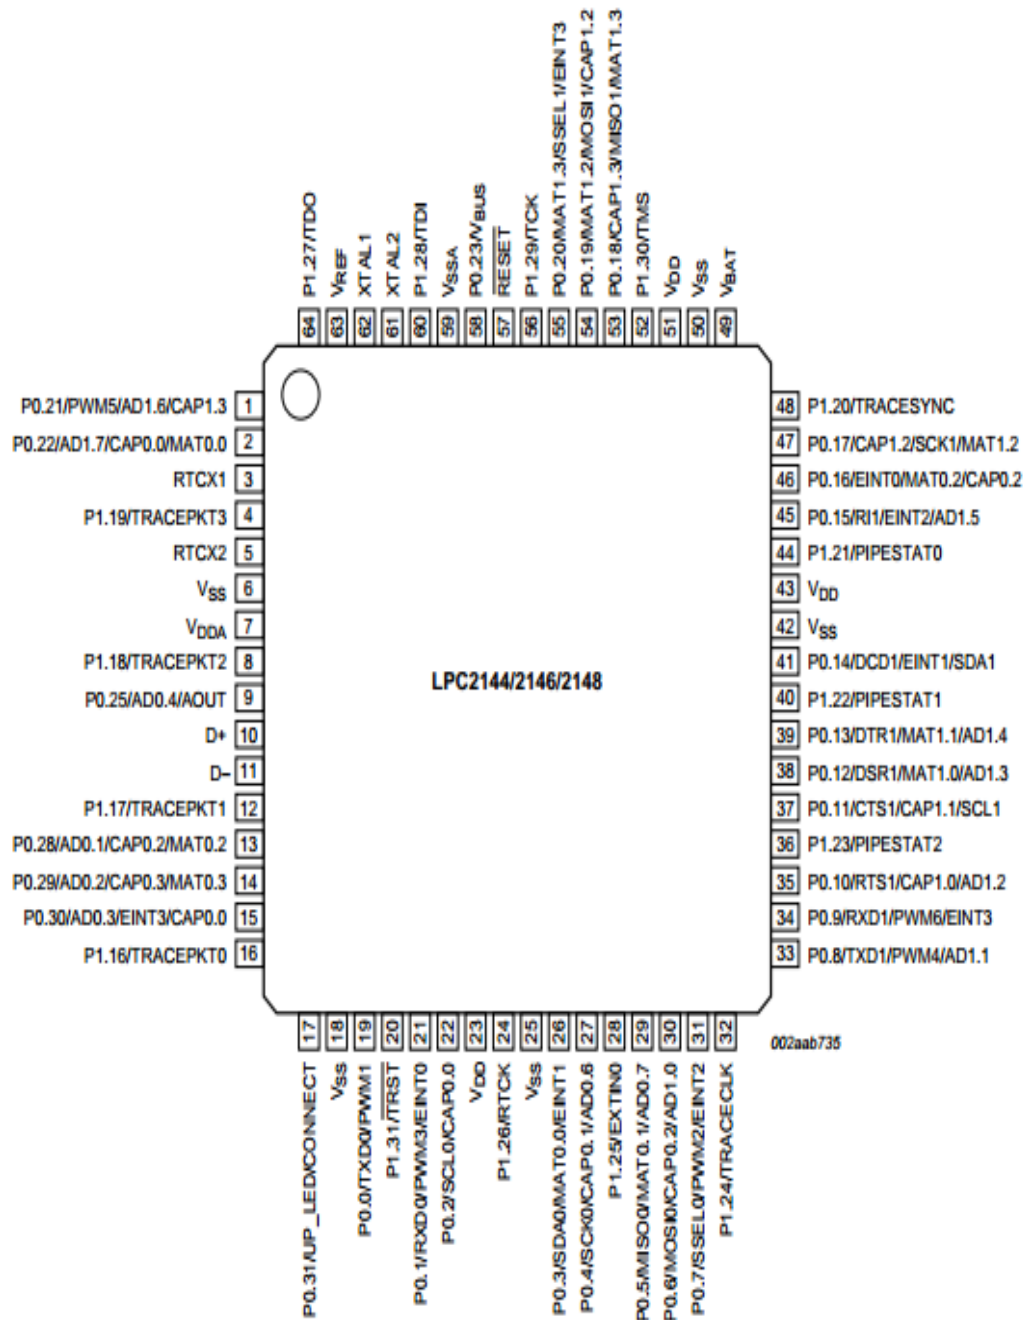 P1.27/TDO
VREF
XTAL1
XTAL2
P1.28/TDI
VSSA
P0.23/VBUS
RESET
P1.29/TCK
P0.20/MAT1.3/SSEL1/EINT3
P0.19/MAT1.2/MOSI1/CAP1.2
P0.18/CAP1.3/MISO1/MAT1.3
P1.30/TMS
VDD
VSS
VBAT
64 63 62 61 60 59 58 57 56 55 54 53 52 51 50 49
P0.21/PWM5/AD1.6/CAP1.3 1
P0.22/AD1.7/CAP0.0/MAT0.0 2
RTCX1 3
P1.19/TRACEPKT3 4
RTCX2 5
VSS 6
VDDA 7
P1.18/TRACEPKT2 8
P0.25/AD0.4/AOUT 9
D+ 10
D− 11
P1.17/TRACEPKT1 12
P0.28/AD0.1/CAP0.2/MAT0.2 13
P0.29/AD0.2/CAP0.3/MAT0.3 14
P0.30/AD0.3/EINT3/CAP0.0 15
P1.16/TRACEPKT0 16
LPC2144/2146/2148
48 P1.20/TRACESYNC
47 P0.17/CAP1.2/SCK1/MAT1.2
46 P0.16/EINT0/MAT0.2/CAP0.2
45 P0.15/RI1/EINT2/AD1.5
44 P1.21/PIPESTAT0
43 VDD
42 VSS
41 P0.14/DCD1/EINT1/SDA1
40 P1.22/PIPESTAT1
39 P0.13/DTR1/MAT1.1/AD1.4
38 P0.12/DSR1/MAT1.0/AD1.3
37 P0.11/CTS1/CAP1.1/SCL1
36 P1.23/PIPESTAT2
35 P0.10/RTS1/CAP1.0/AD1.2
34 P0.9/RXD1/PWM6/EINT3
33 P0.8/TXD1/PWM4/AD1.1
17 18 19 20 21 22 23 24 25 26 27 28 29 30 31 32
P0.31/UP_LED/CONNECT
VSS
P0.0/TXD0/PWM1
P1.31/TRST
P0.1/RXD0/PWM3/EINT0
P0.2/SCL0/CAP0.0
VDD
P1.26/RTCK
VSS
P0.3/SDA0/MAT0.0/EINT1
P0.4/SCK0/CAP0.1/AD0.6
P1.25/EXTIN0
P0.5/MISO0/MAT0.1/AD0.7
P0.6/MOSI0/CAP0.2/AD1.0
P0.7/SSEL0/PWM2/EINT2
P1.24/TRACECLK
002aab735